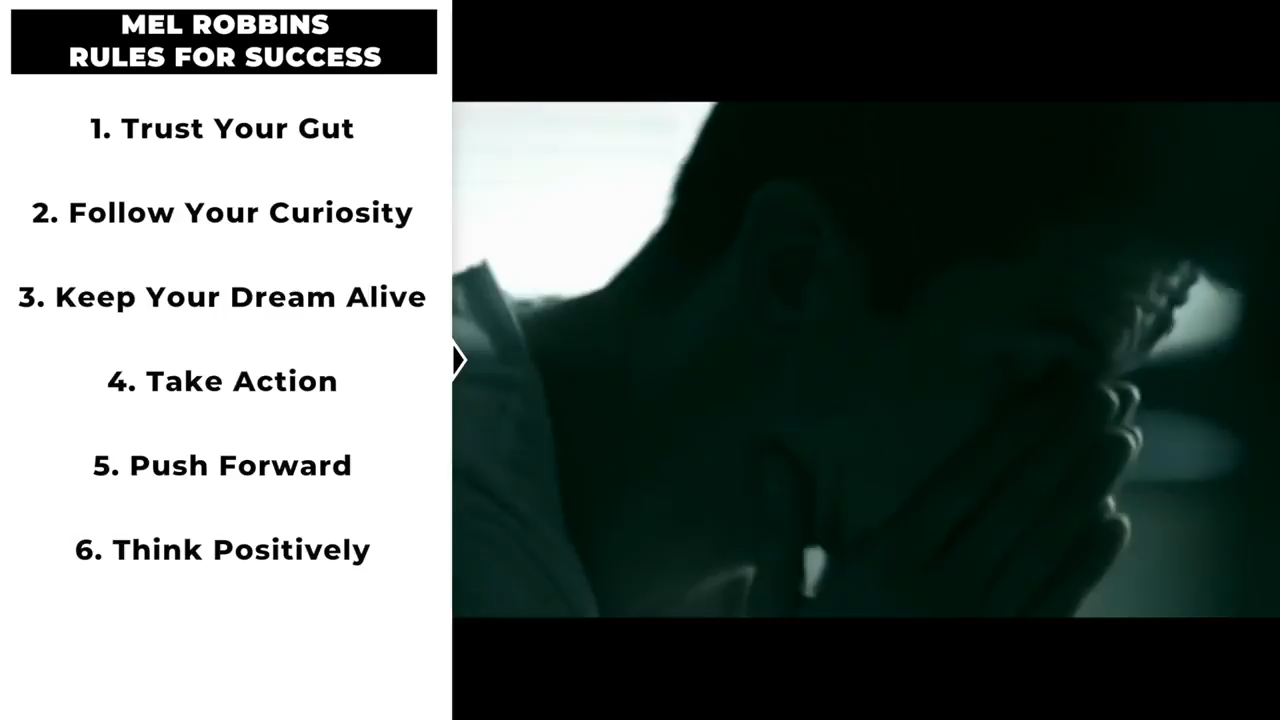 MEL ROBBINS
RULES FOR SUCCESS
1. Trust Your Gut
2. Follow Your Curiosity
3. Keep Your Dream Alive
4. Take Action
5. Push Forward
6. Think Positively